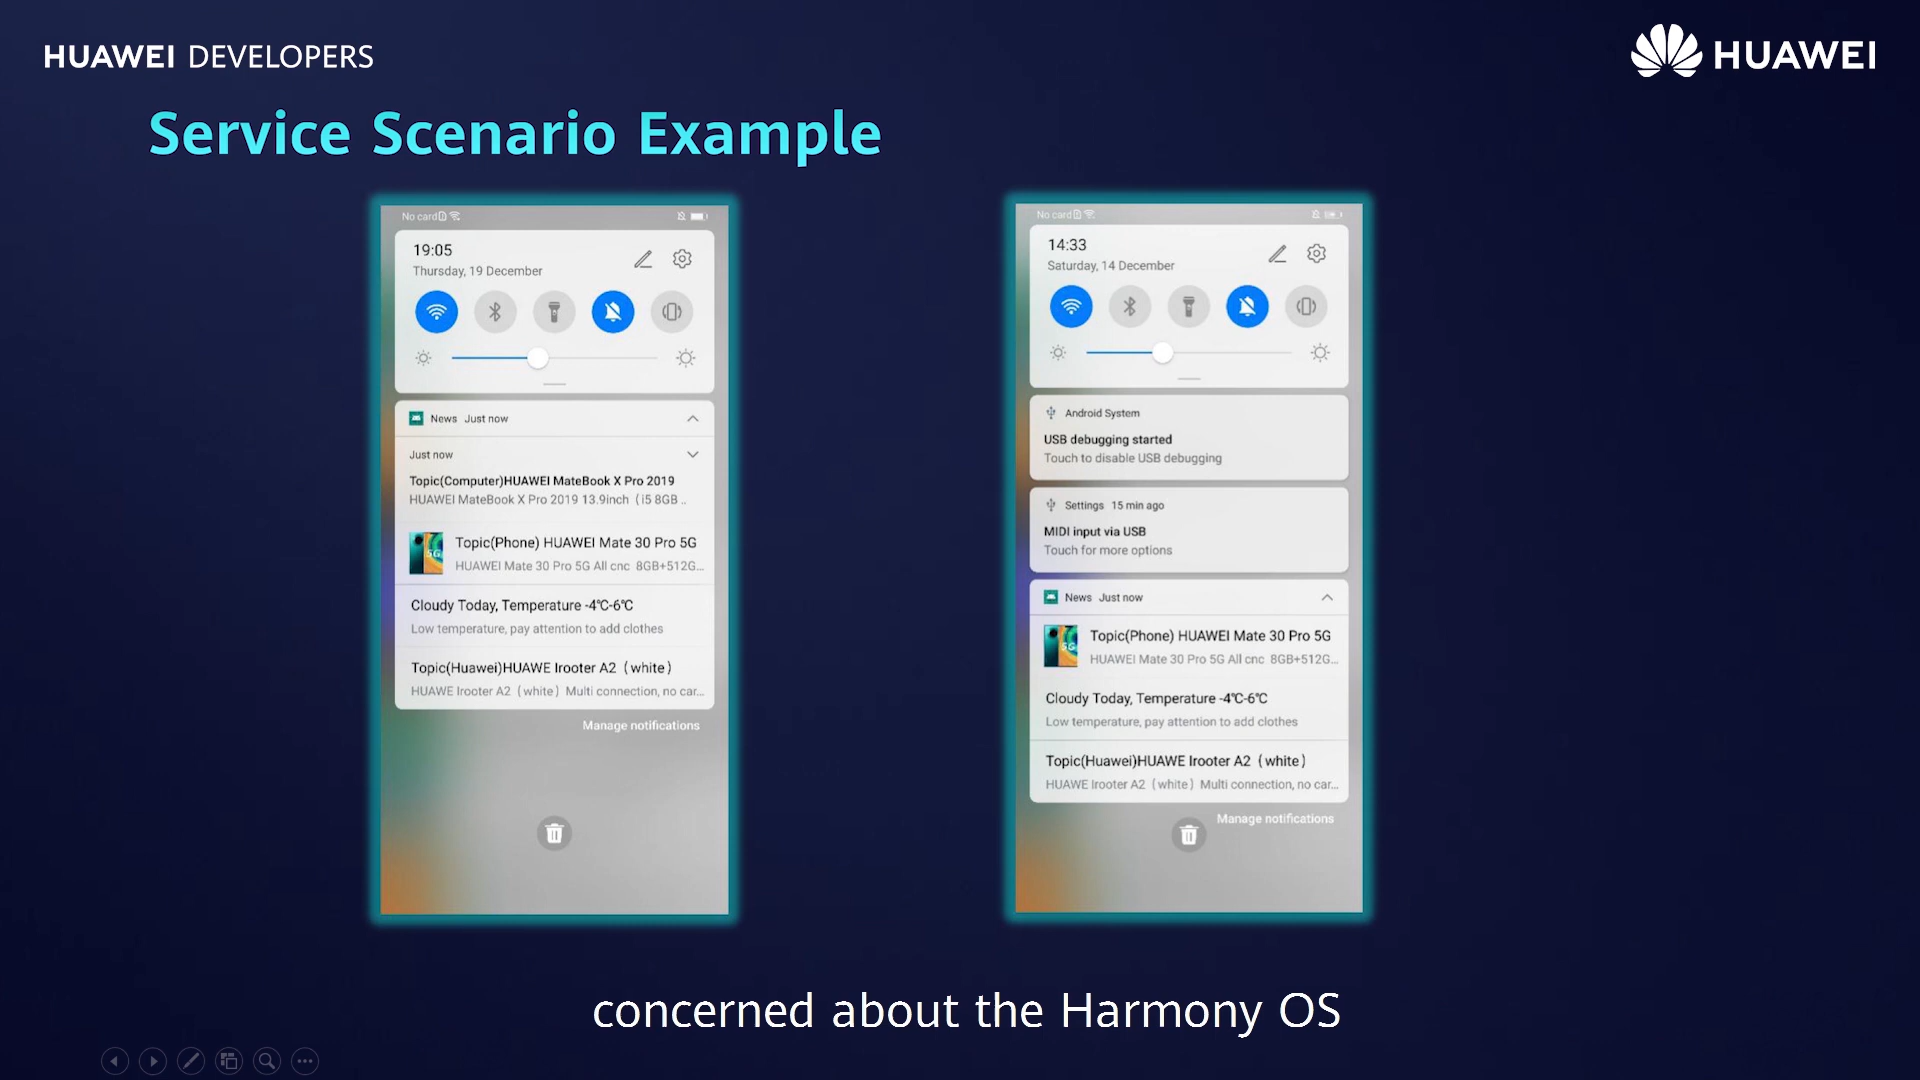 HUAWEI DEVELOPERS
HUAWEI
Service Scenario Example
No card
19:05
Thursday, 19 December
News Just now
Just now
Topic(Computer)HUAWEI MateBook X Pro 2019
HUAWEI MateBook X Pro 2019 13.9inch（i5 8GB ..
5G
Topic(Phone) HUAWEI Mate 30 Pro 5G
HUAWEI Mate 30 Pro 5G All cnc 8GB+512G...
Cloudy Today, Temperature -4℃-6℃
Low temperature, pay attention to add clothes
Topic(Huawei)HUAWE Irooter A2（white）
HUAWE Irooter A2（white）Multi connection, no car...
Manage notifications
No card
14:33
Saturday, 14 December
Android System
USB debugging started
Touch to disable USB debugging
Settings 15 min ago
MIDI input via USB
Touch for more options
News Just now
5G
Topic(Phone) HUAWEI Mate 30 Pro 5G
HUAWEI Mate 30 Pro 5G All cnc 8GB+512G...
Cloudy Today, Temperature -4℃-6℃
Low temperature, pay attention to add clothes
Topic(Huawei)HUAWE Irooter A2（white）
HUAWE Irooter A2（white）Multi connection, no car...
Manage notifications
concerned about the Harmony OS